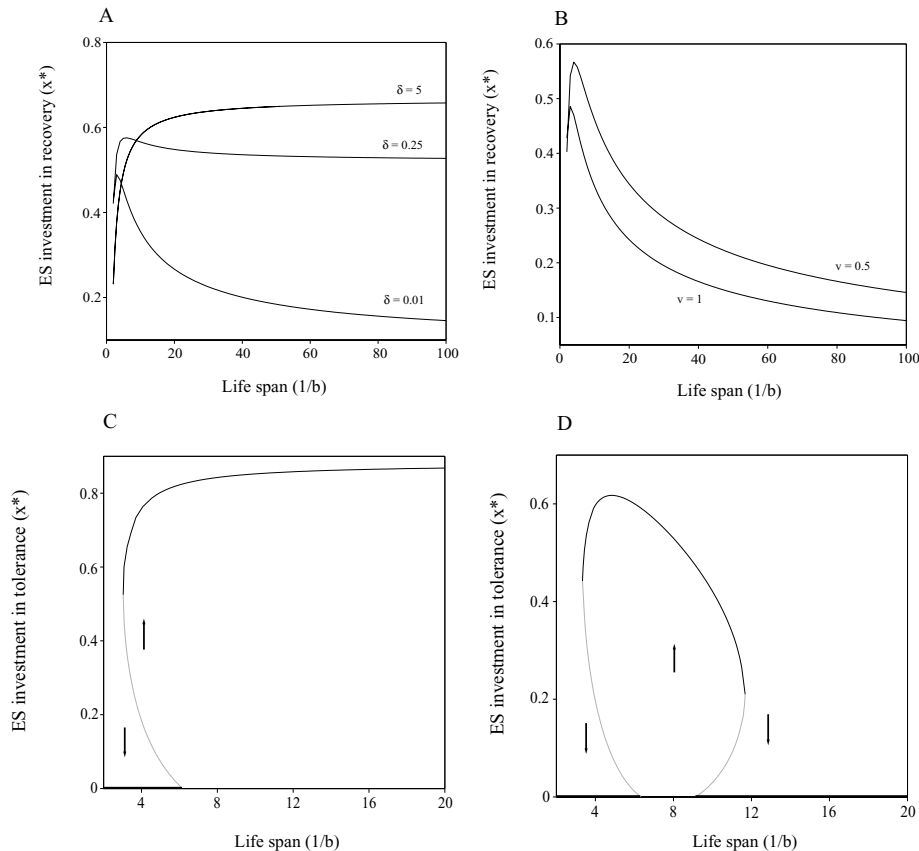 A
ES investment in recovery (x*)
0.8
0.6
0.4
0.2
0
20
40
60
80
100
δ = 5
δ = 0.25
δ = 0.01
Life span (1/b)
B
ES investment in recovery (x*)
0.6
0.5
0.4
0.3
0.2
0.1
0
20
40
60
80
100
v = 0.5
v = 1
Life span (1/b)
C
ES investment in tolerance (x*)
0.8
0.6
0.4
0.2
0
4
8
12
16
20
Life span (1/b)
D
ES investment in tolerance (x*)
0.6
0.4
0.2
0
4
8
12
16
20
Life span (1/b)